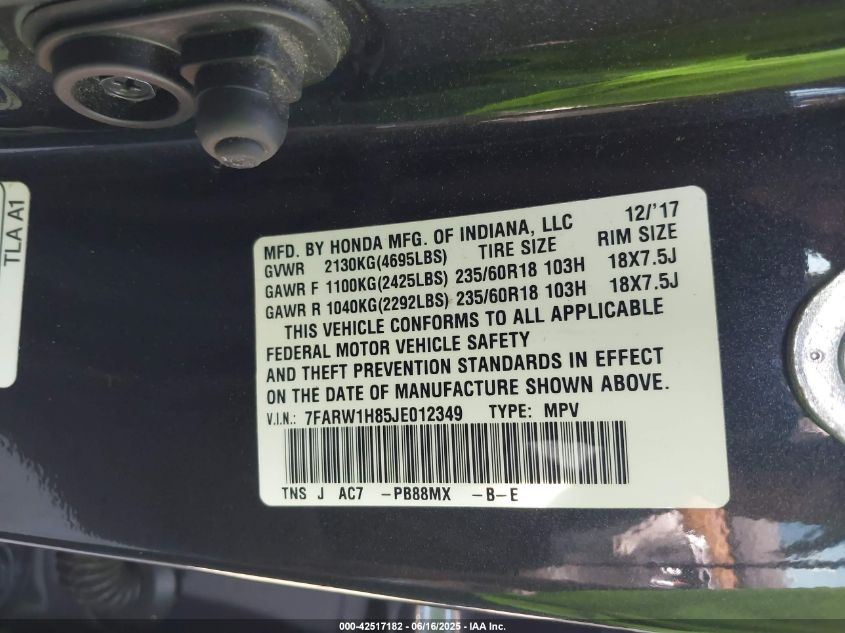 TLA A1
12/'17
MFD. BY HONDA MFG. OF INDIANA, LLC
GVWR 2130KG(4695LBS) TIRE SIZE RIM SIZE
GAWR F 1100KG(2425LBS) 235/60R18 103H 18X7.5J
GAWR R 1040KG(2292LBS) 235/60R18 103H 18X7.5J
THIS VEHICLE CONFORMS TO ALL APPLICABLE
FEDERAL MOTOR VEHICLE SAFETY
AND THEFT PREVENTION STANDARDS IN EFFECT
ON THE DATE OF MANUFACTURE SHOWN ABOVE.
V.I.N.: 7FARW1H85JE012349 TYPE: MPV
TNS J AC7 -PB88MX -B-E
000-42517182 - 06/16/2025 - IAA Inc.